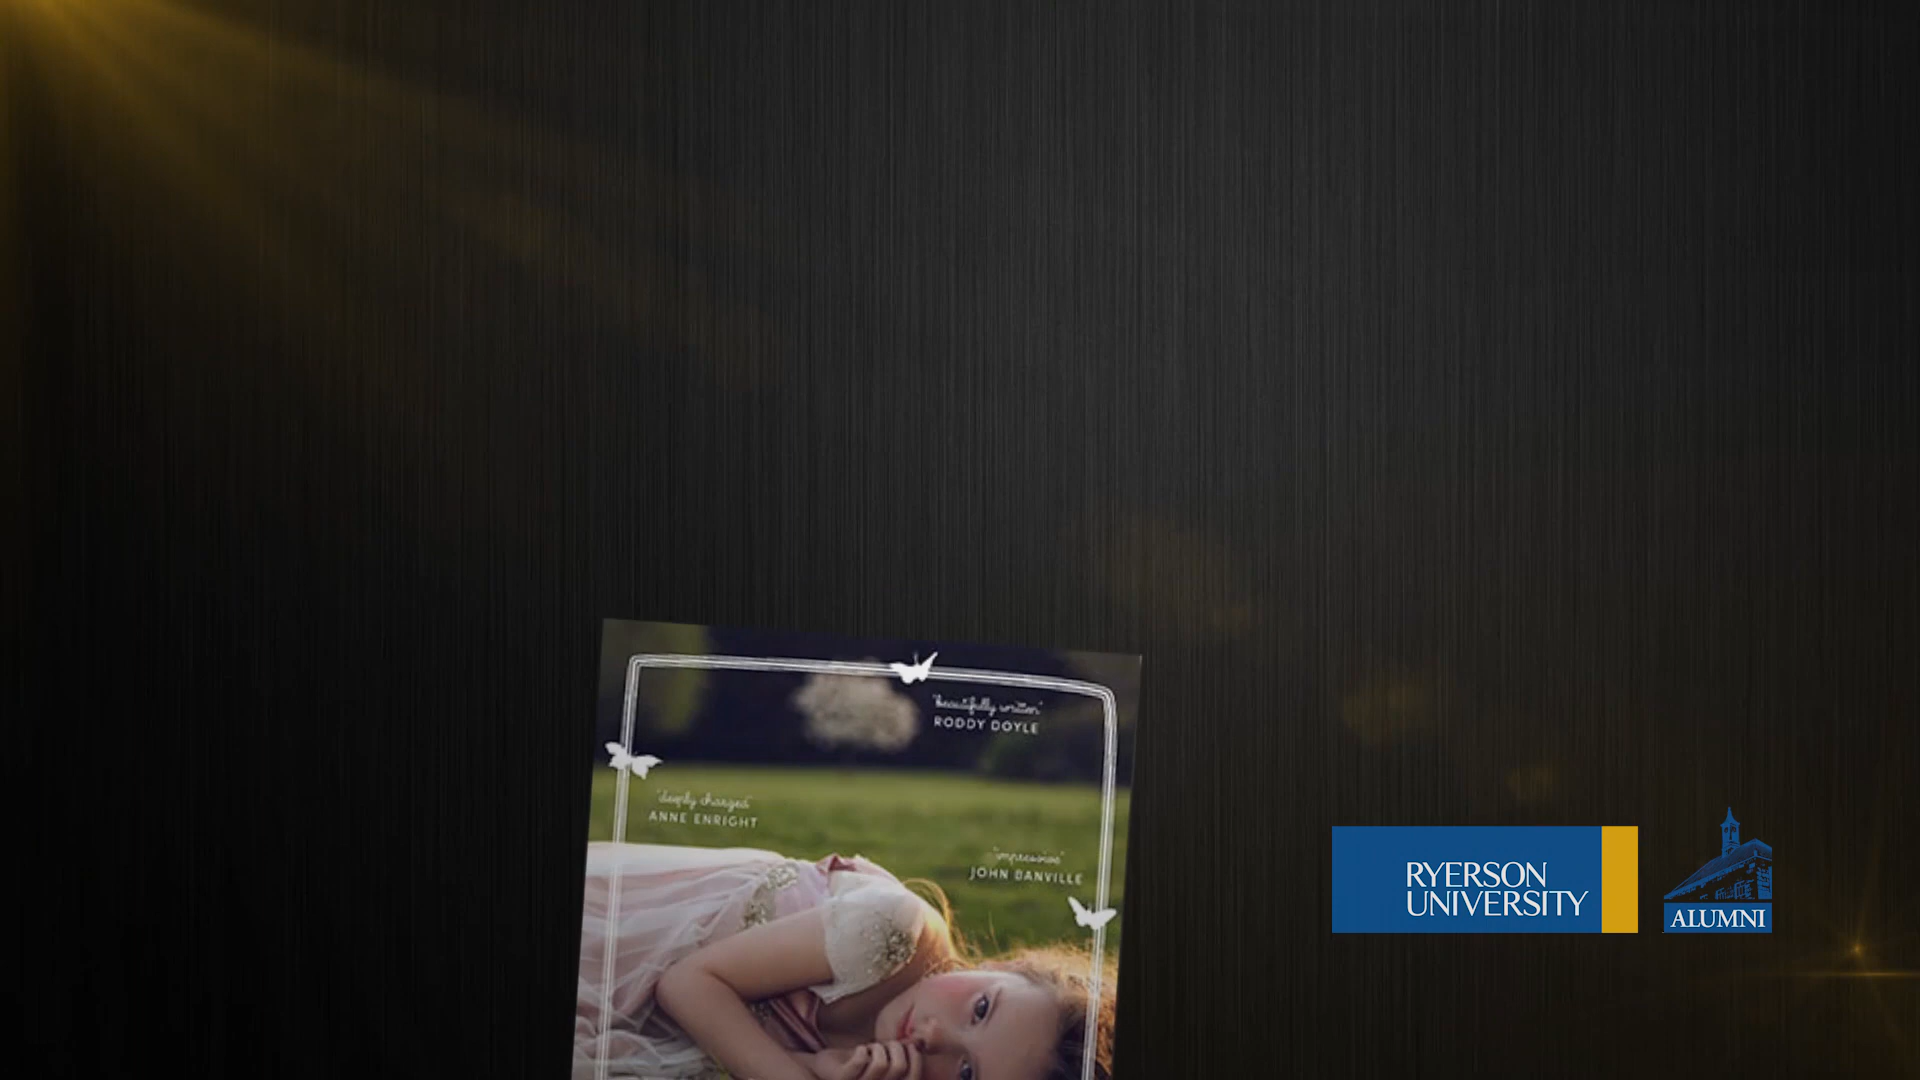 "beautifully written"
RODDY DOYLE
"deeply charged"
ANNE ENRIGHT
"impressive"
JOHN BANVILLE
RYERSON
UNIVERSITY
ALUMNI